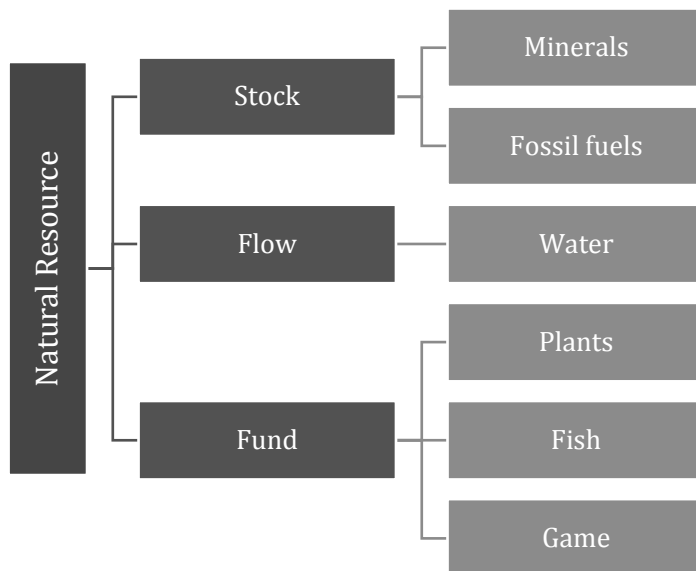 Natural Resource
Stock
Minerals
Fossil fuels
Flow
Water
Fund
Plants
Fish
Game